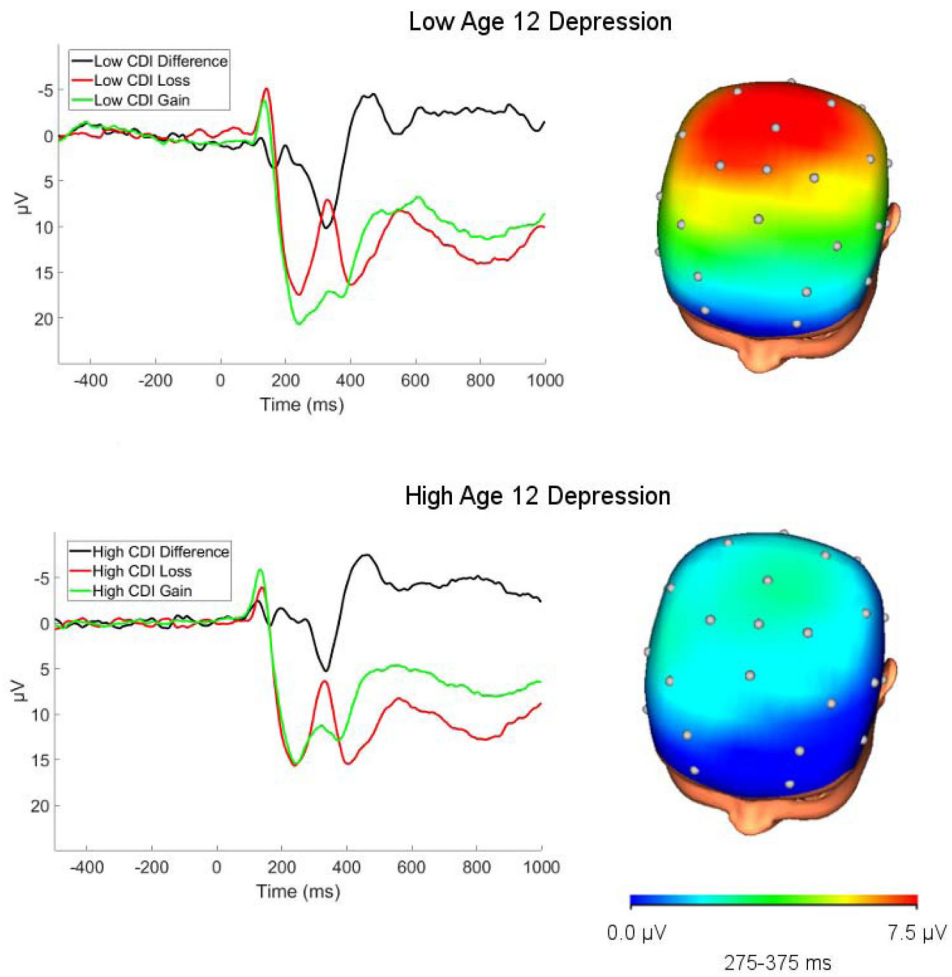 Low Age 12 Depression
Low CDI Difference
Low CDI Loss
Low CDI Gain
-5
0
5
10
15
20
µV
-400 -200 0 200 400 600 800 1000
Time (ms)
High Age 12 Depression
High CDI Difference
High CDI Loss
High CDI Gain
-5
0
5
10
15
20
µV
-400 -200 0 200 400 600 800 1000
Time (ms)
0.0 µV 7.5 µV
275-375 ms